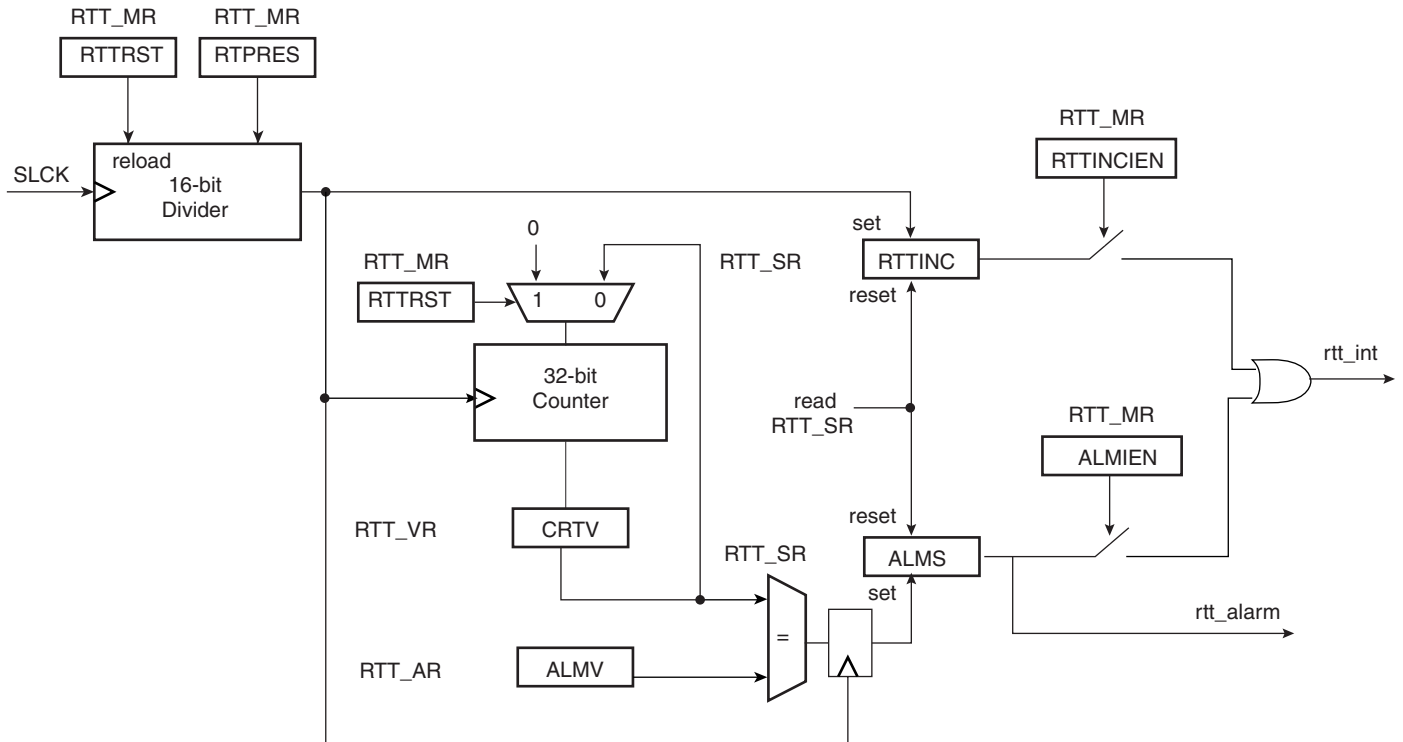 RTT_MR
RTT_MR
RTTRST
RTPRES
SLCK
reload
16-bit
Divider
RTT_MR
RTTINCIEN
0
set
RTT_MR
RTTRST
1
0
RTT_SR
RTTINC
reset
32-bit
Counter
read
RTT_SR
rtt_int
RTT_MR
ALMIEN
reset
RTT_VR
CRTV
RTT_SR
ALMS
set
rtt_alarm
=
RTT_AR
ALMV